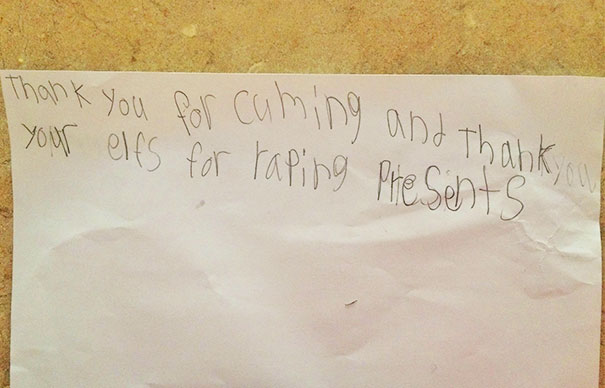 Thank you for cuming and Thank you
your elfs for raping PreSentS